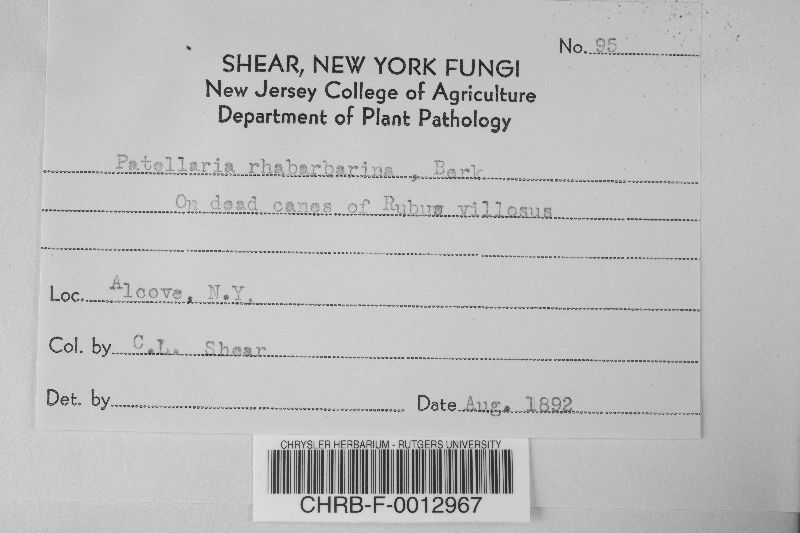 No. 95
SHEAR, NEW YORK FUNGI
New Jersey College of Agriculture
Department of Plant Pathology
Patellaria rhabarbarina , Berk
On dead canes of Rubus villosus
Loc. Alcove, N.Y.
Col. by C.L. Shear
Det. by
Date Aug. 1892
CHRYSLER HERBARIUM - RUTGERS UNIVERSITY
CHRB-F-0012967